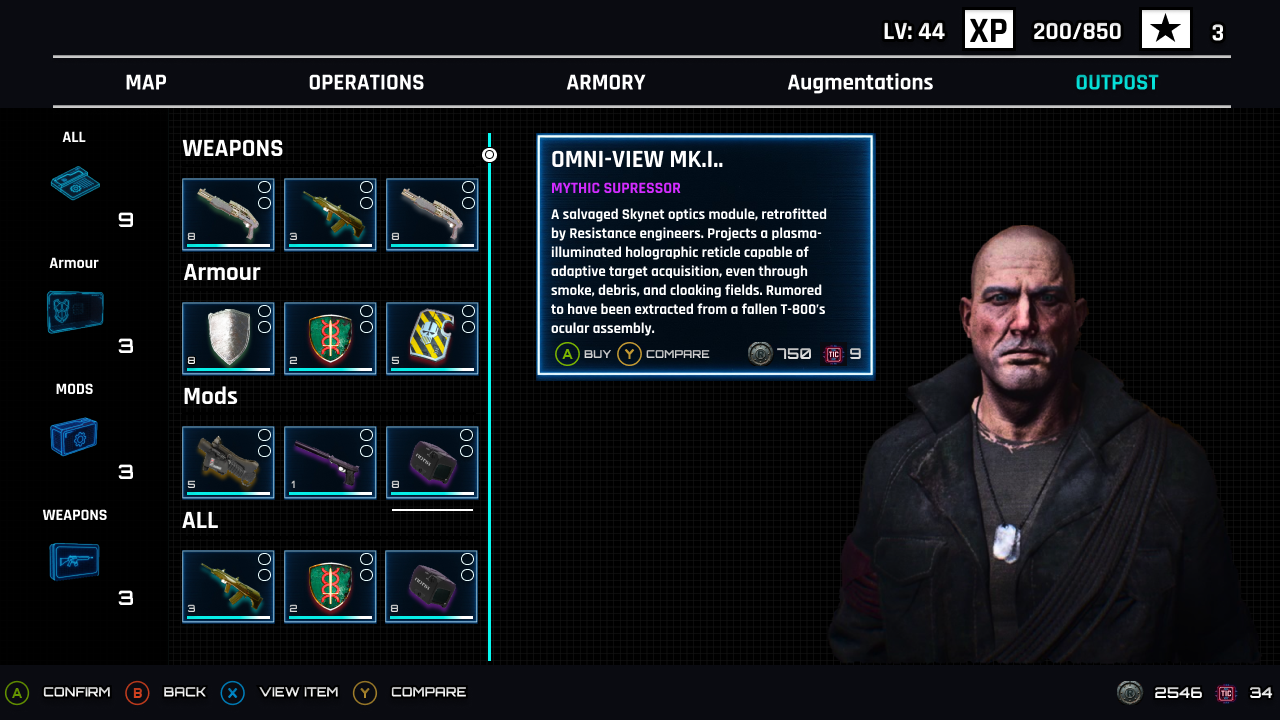 LV: 44 XP 200/850 3
MAP OPERATIONS ARMORY Augmentations OUTPOST
ALL
9
Armour
3
MODS
3
WEAPONS
3
WEAPONS
8 3 8
Armour
8 2 5
Mods
5 1 8
ALL
3 2 8
OMNI-VIEW MK.I..
MYTHIC SUPRESSOR
A salvaged Skynet optics module, retrofitted
by Resistance engineers. Projects a plasma-
illuminated holographic reticle capable of
adaptive target acquisition, even through
smoke, debris, and cloaking fields. Rumored
to have been extracted from a fallen T-800's
ocular assembly.
A BUY Y COMPARE 750 TIC 9
A CONFIRM B BACK X VIEW ITEM Y COMPARE 2546 TIC 34